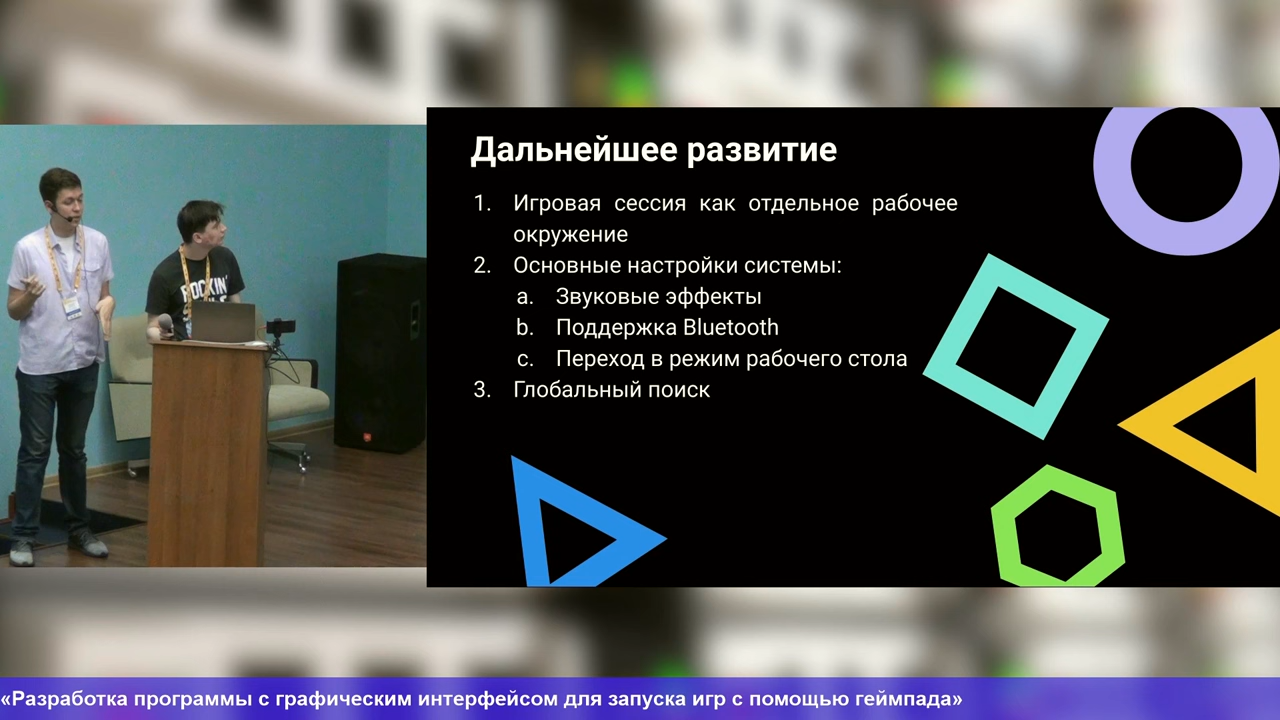 Дальнейшее развитие
1. Игровая сессия как отдельное рабочее
окружение
2. Основные настройки системы:
a. Звуковые эффекты
b. Поддержка Bluetooth
c. Переход в режим рабочего стола
3. Глобальный поиск
«Разработка программы с графическим интерфейсом для запуска игр с помощью геймпада»